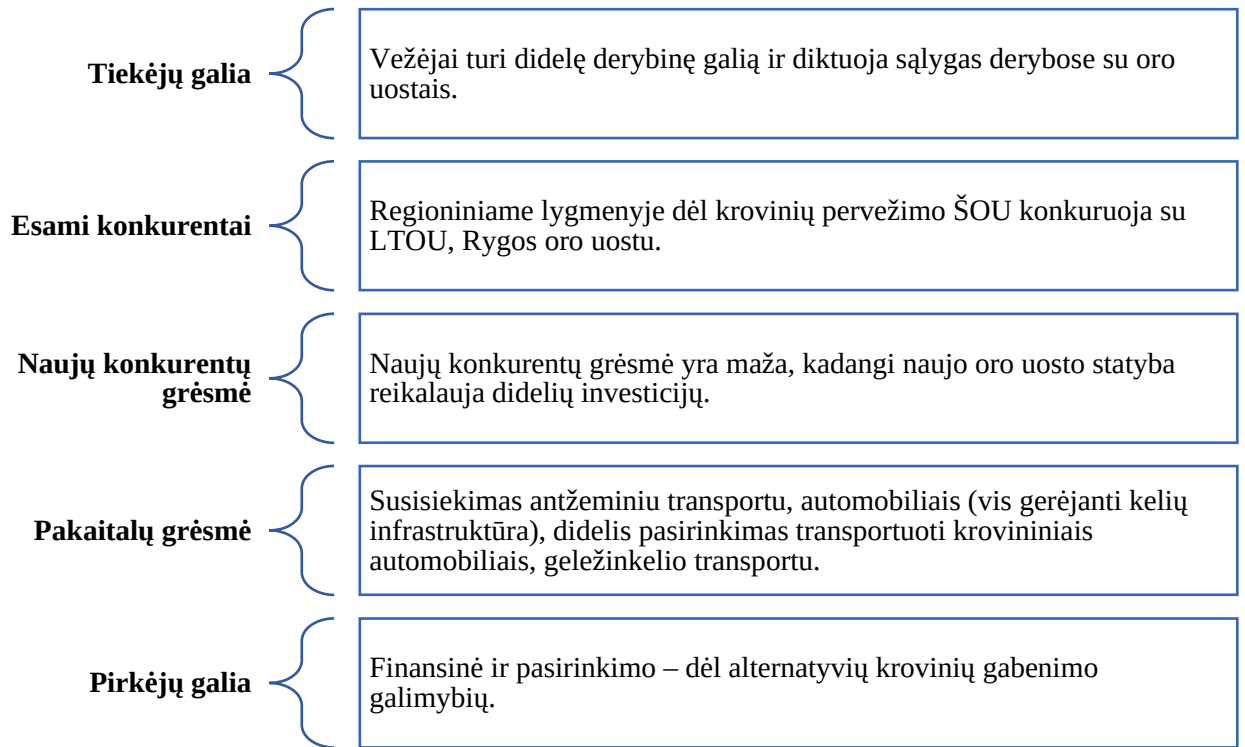 Tiekėjų galia
Vežėjai turi didelę derybinę galią ir diktuoja sąlygas derybose su oro
uostais.
Esami konkurentai
Regioniniame lygmenyje dėl krovinių pervežimo ŠOU konkuruoja su
LTOU, Rygos oro uostu.
Naujų konkurentų
grėsmė
Naujų konkurentų grėsmė yra maža, kadangi naujo oro uosto statyba
reikalauja didelių investicijų.
Pakaitalų grėsmė
Susisiekimas antžeminiu transportu, automobiliais (vis gerėjanti kelių
infrastruktūra), didelis pasirinkimas transportuoti krovininiais
automobiliais, geležinkelio transportu.
Pirkėjų galia
Finansinė ir pasirinkimo – dėl alternatyvių krovinių gabenimo
galimybių.